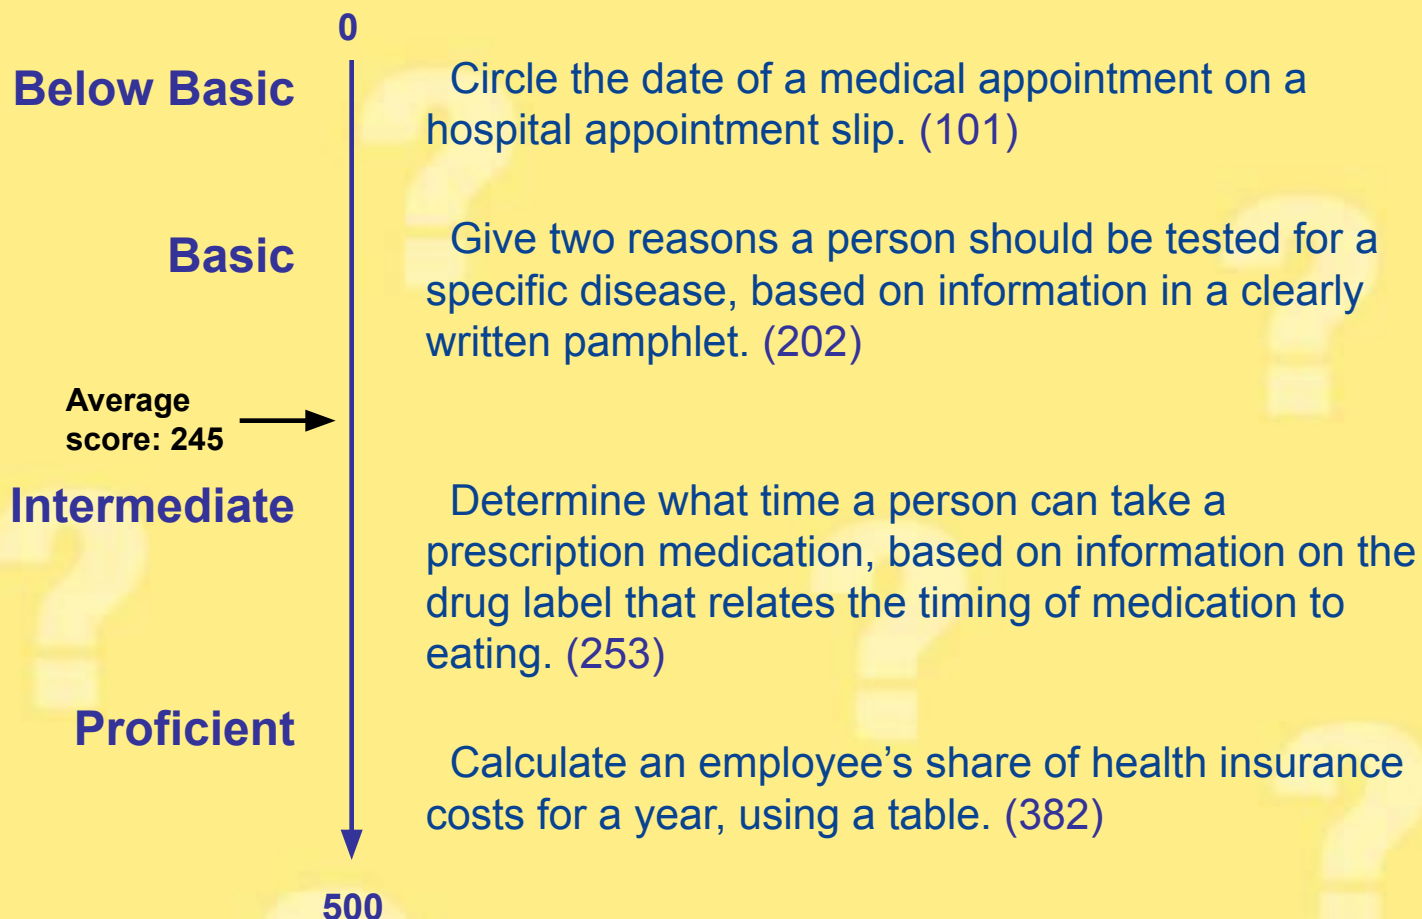 0
Below Basic
Circle the date of a medical appointment on a
hospital appointment slip. (101)
Basic
Give two reasons a person should be tested for a
specific disease, based on information in a clearly
written pamphlet. (202)
Average
score: 245
Intermediate
Determine what time a person can take a
prescription medication, based on information on the
drug label that relates the timing of medication to
eating. (253)
Proficient
Calculate an employee’s share of health insurance
costs for a year, using a table. (382)
500